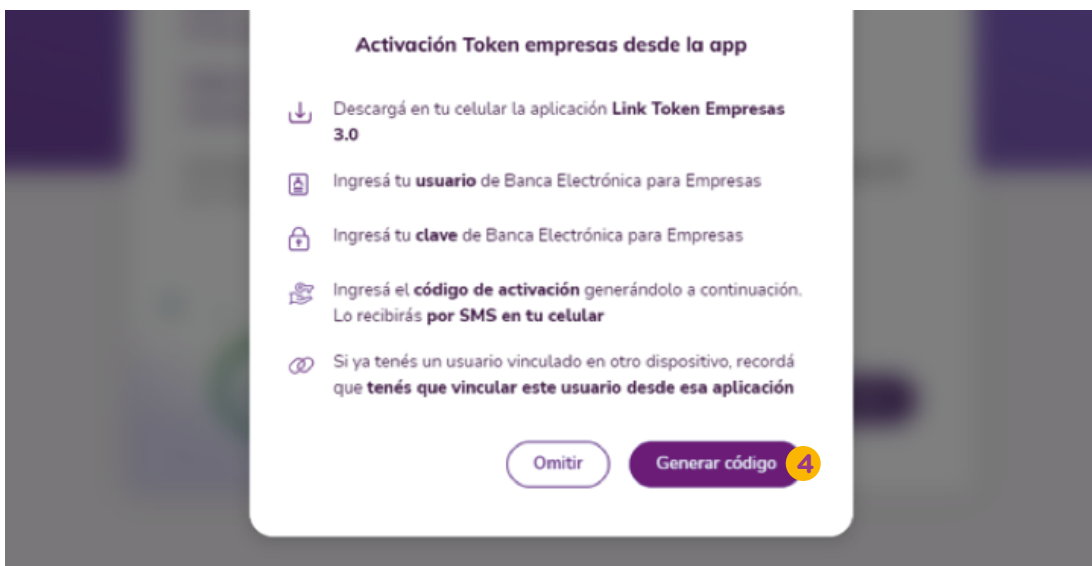 Activación Token empresas desde la app
Descargá en tu celular la aplicación Link Token Empresas
3.0
Ingresá tu usuario de Banca Electrónica para Empresas
Ingresá tu clave de Banca Electrónica para Empresas
Ingresá el código de activación generándolo a continuación.
Lo recibirás por SMS en tu celular
Si ya tenés un usuario vinculado en otro dispositivo, recordá
que tenés que vincular este usuario desde esa aplicación
Omitir
Generar código 4